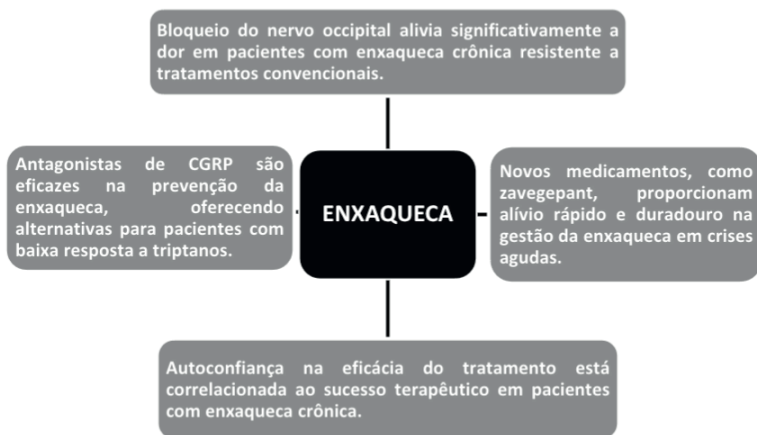 Bloqueio do nervo occipital alivia significativamente a
dor em pacientes com enxaqueca crônica resistente a
tratamentos convencionais.
Antagonistas de CGRP são
eficazes na prevenção da
enxaqueca, oferecendo
alternativas para pacientes com
baixa resposta a triptanos.
ENXAQUECA
Novos medicamentos, como
zavegepant, proporcionam
alívio rápido e duradouro na
gestão da enxaqueca em crises
agudas.
Autoconfiança na eficácia do tratamento está
correlacionada ao sucesso terapêutico em pacientes
com enxaqueca crônica.